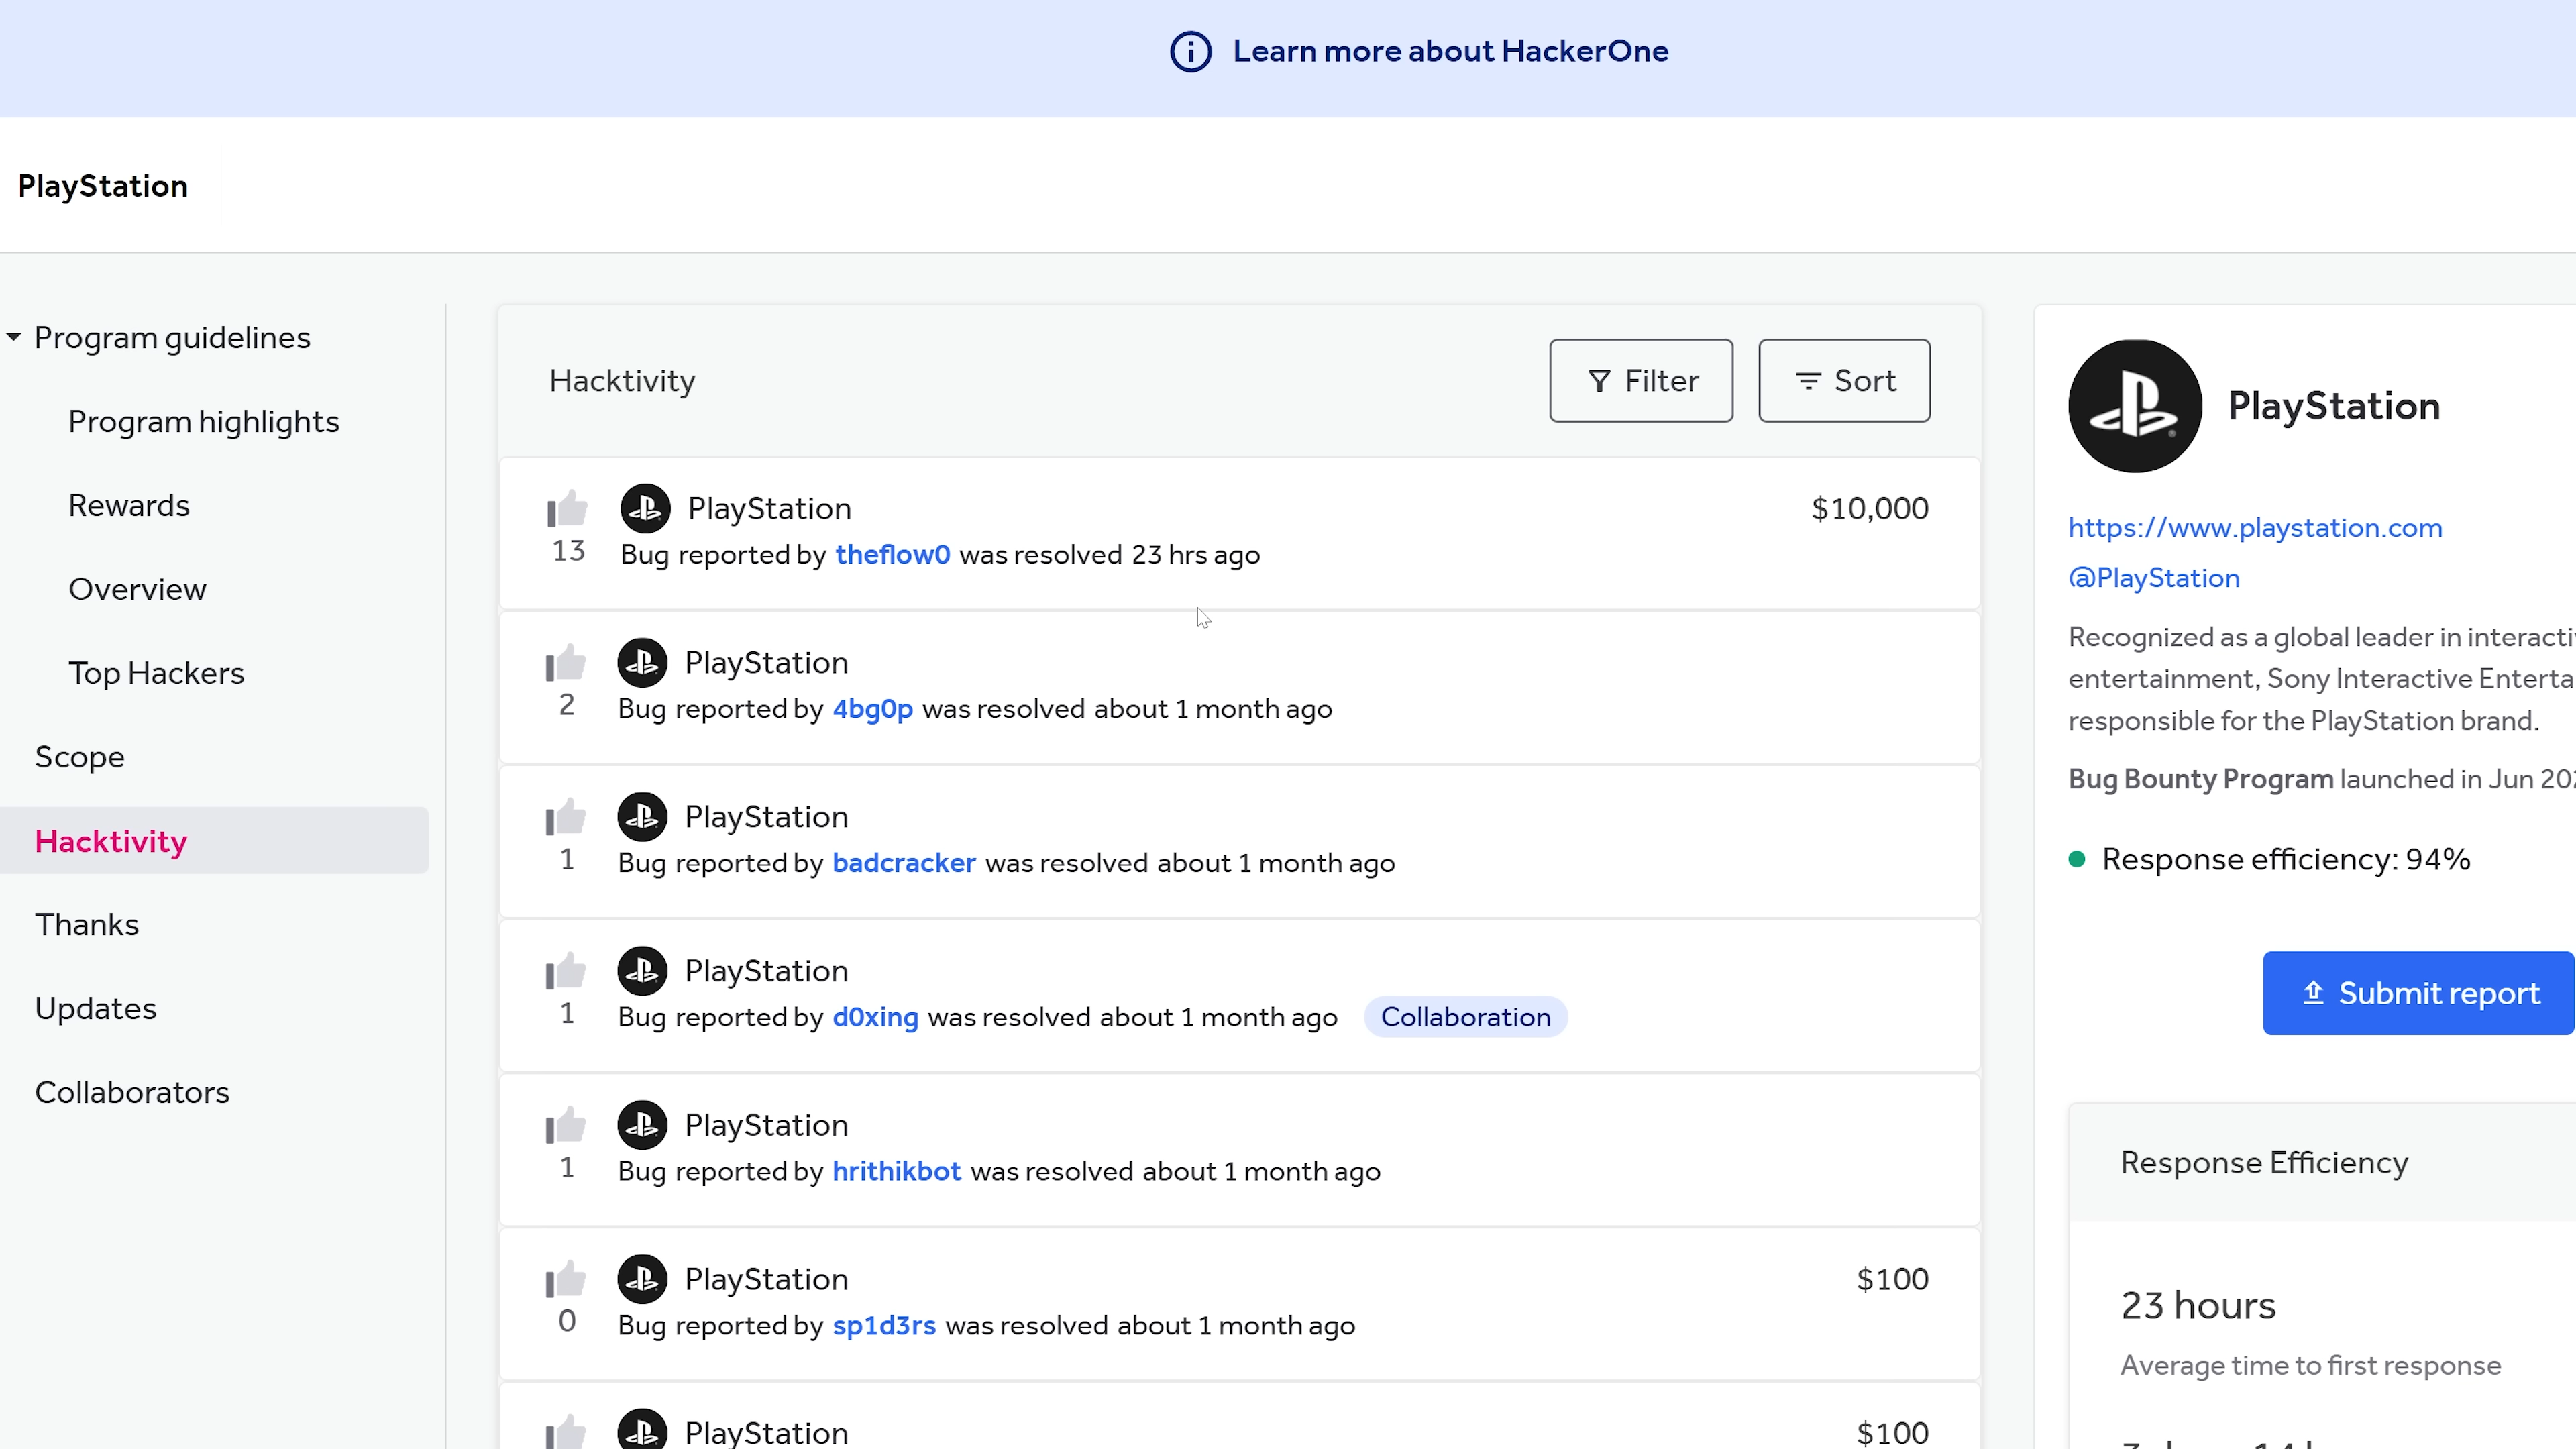 Learn more about HackerOne
PlayStation
Program guidelines
Program highlights
Rewards
Overview
Top Hackers
Scope
Hacktivity
Thanks
Updates
Collaborators
Hacktivity
Filter
Sort
PlayStation
$10,000
13
Bug reported by theflow0 was resolved 23 hrs ago
PlayStation
2
Bug reported by 4bg0p was resolved about 1 month ago
PlayStation
1
Bug reported by badcracker was resolved about 1 month ago
PlayStation
1
Bug reported by d0xing was resolved about 1 month ago
Collaboration
PlayStation
1
Bug reported by hrithikbot was resolved about 1 month ago
PlayStation
$100
0
Bug reported by sp1d3rs was resolved about 1 month ago
PlayStation
$100
PlayStation
https://www.playstation.com
@PlayStation
Recognized as a global leader in
entertainment, Sony Interactive
responsible for the PlayStation brand.
Bug Bounty Program launched in Jun
Response efficiency: 94%
Submit report
Response Efficiency
23 hours
Average time to first response